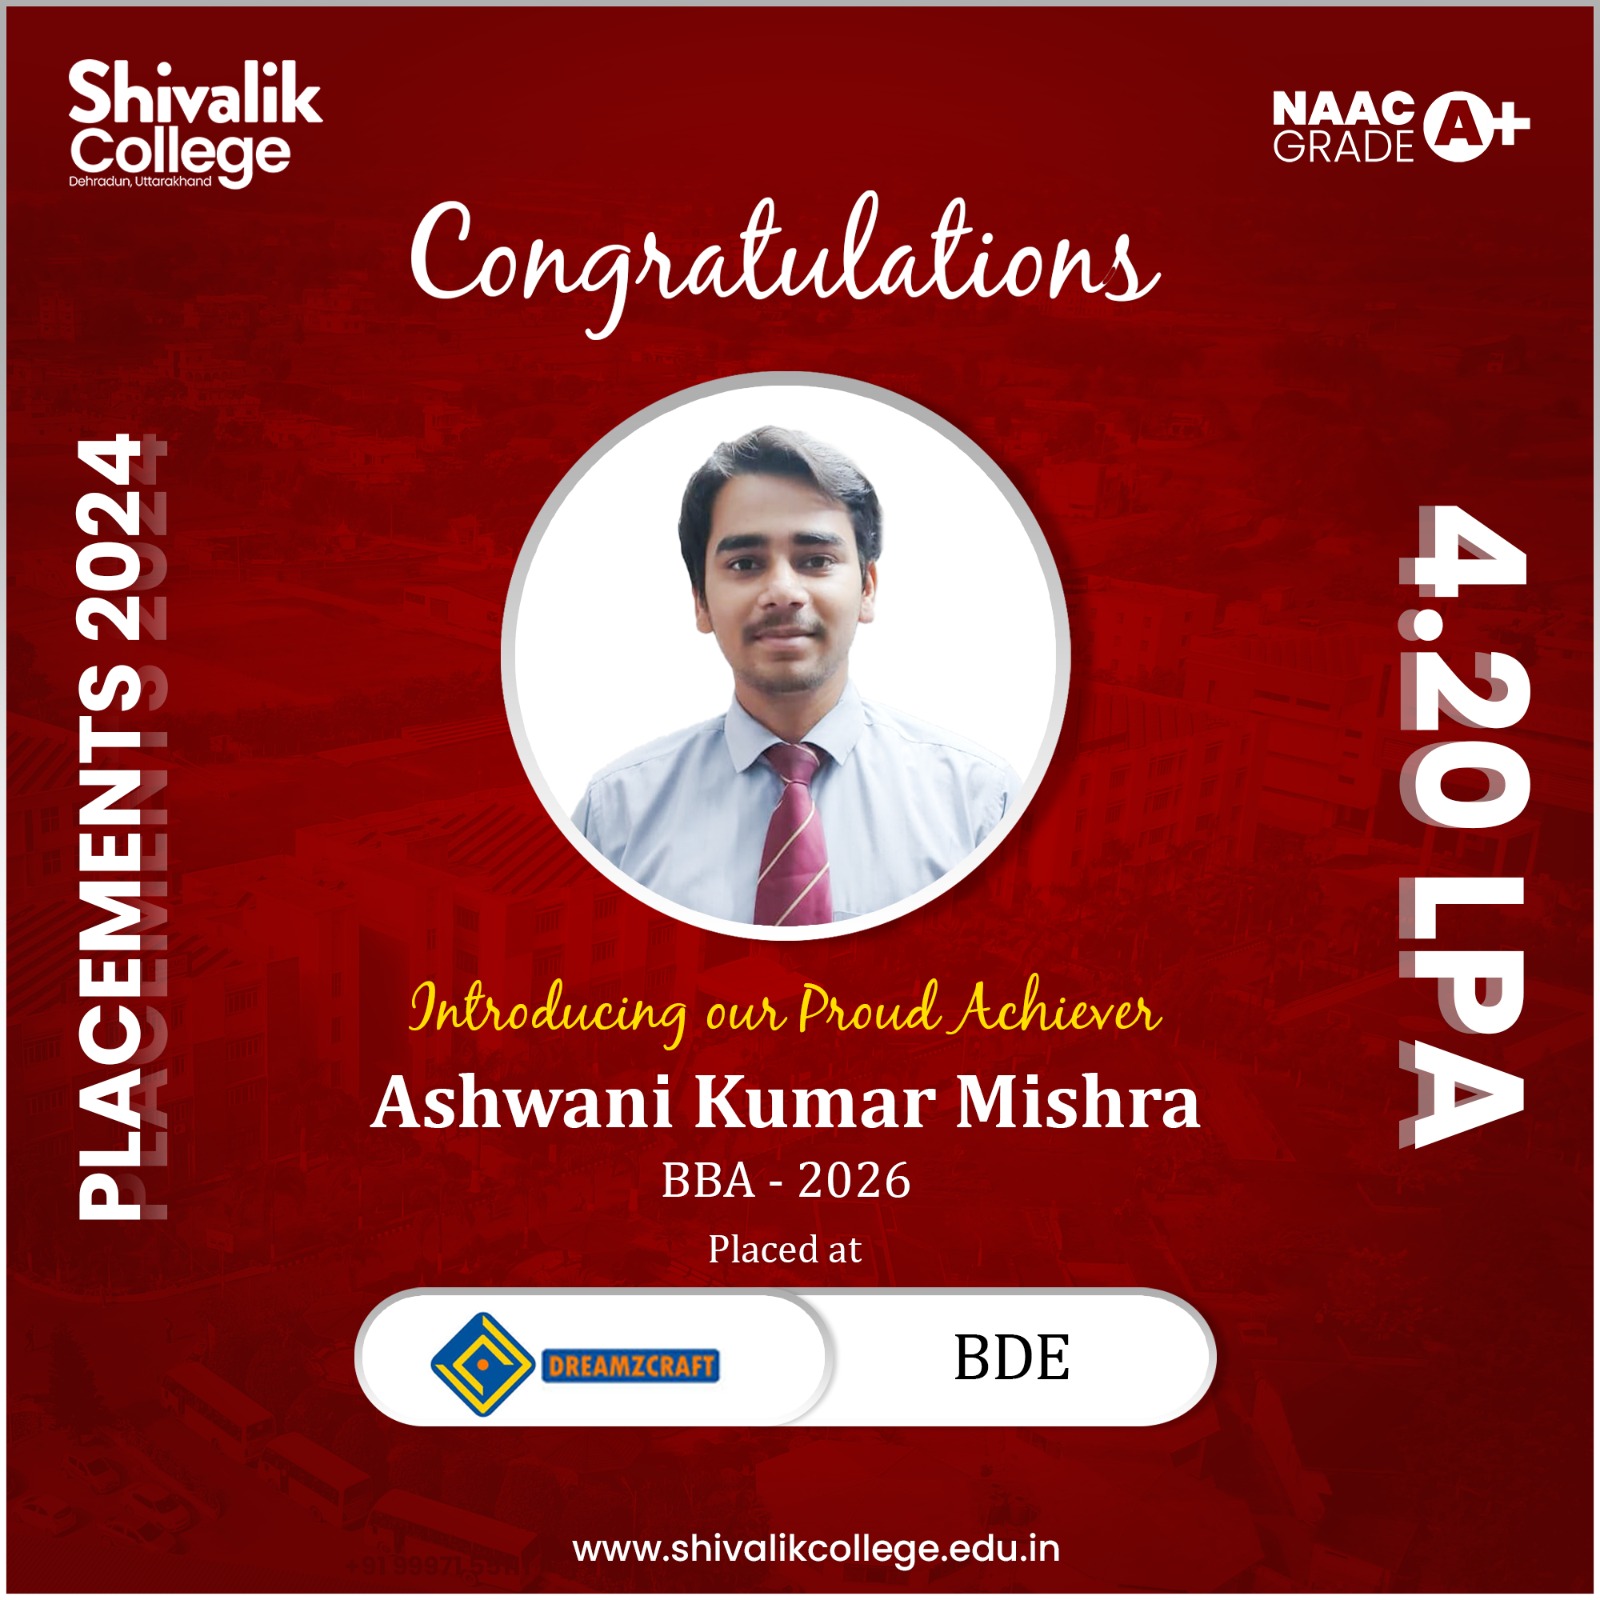 Shivalik
College
Dehradun, Uttarakhand
NAAC
GRADE A+
Congratulations
PLACEMENTS 2024
4.20 LPA
Introducing our Proud Achiever
Ashwani Kumar Mishra
BBA - 2026
Placed at
DREAMZCRAFT
BDE
www.shivalikcollege.edu.in